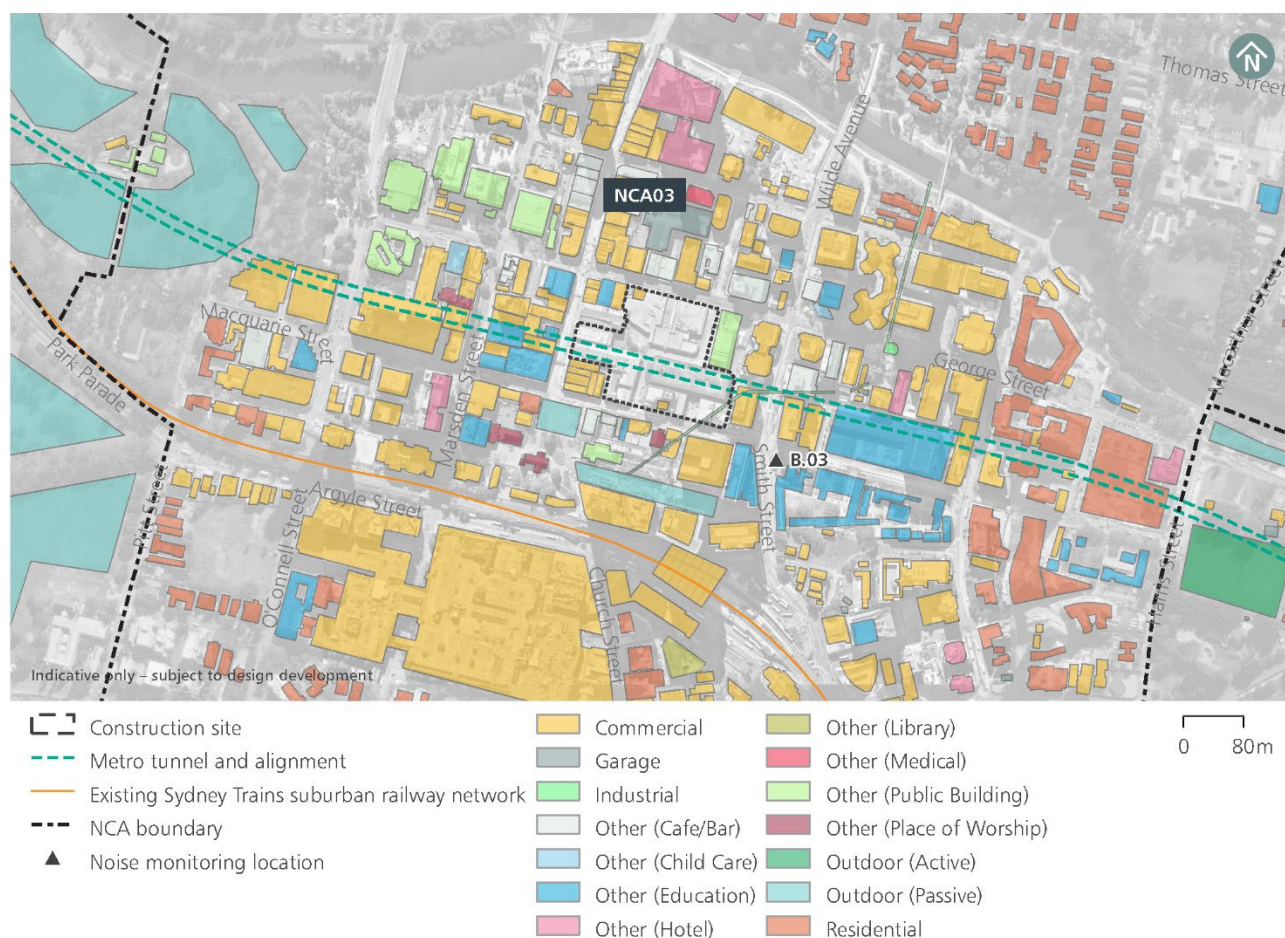 N
Thomas Street
Wilde Avenue
NCA03
Macquarie Street
George Street
Park Parade
Marsden Street
B.03
Smith Street
Pitt Street
Argyle Street
O'Connell Street
Church Street
Harris Street
Indicative only – subject to design development
Construction site
Metro tunnel and alignment
Existing Sydney Trains suburban railway network
NCA boundary
Noise monitoring location
Commercial
Garage
Industrial
Other (Cafe/Bar)
Other (Child Care)
Other (Education)
Other (Hotel)
Other (Library)
Other (Medical)
Other (Public Building)
Other (Place of Worship)
Outdoor (Active)
Outdoor (Passive)
Residential
0 80m